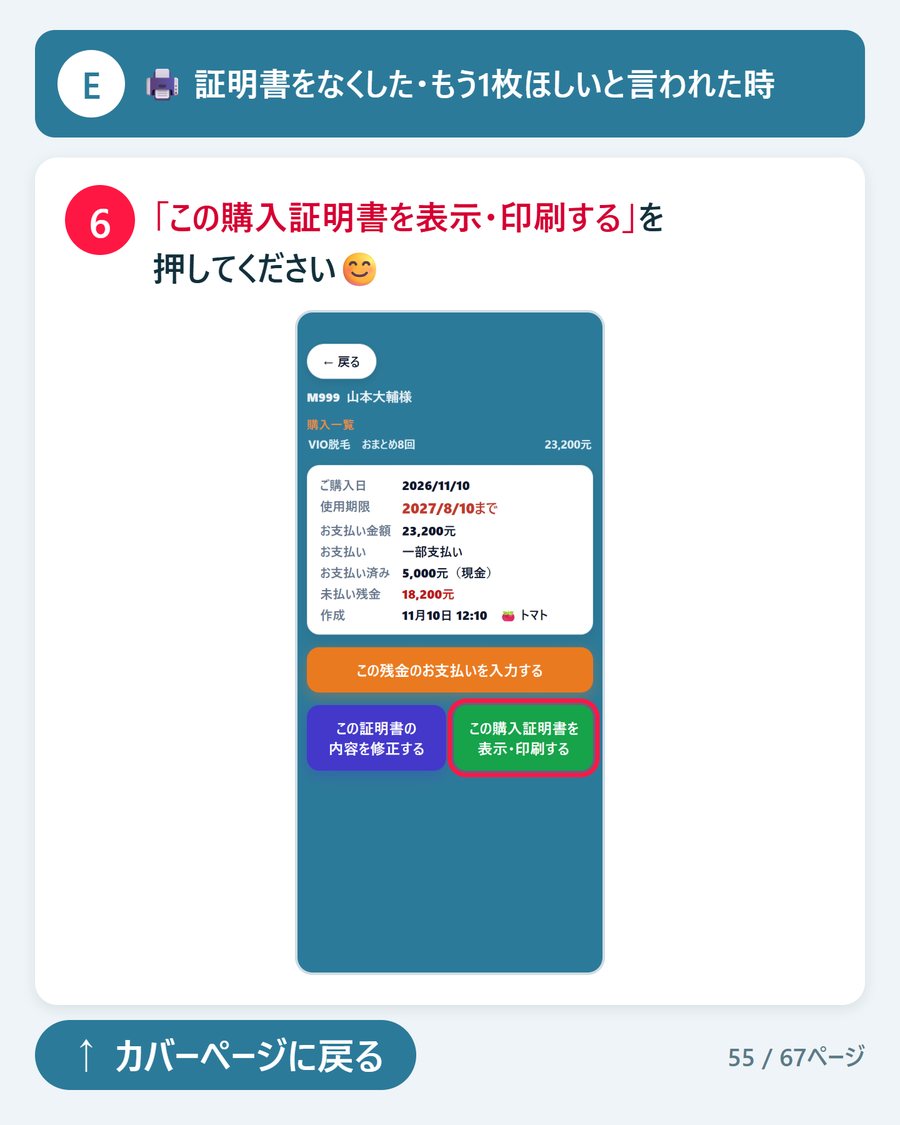 E 🖨️ 証明書をなくした・もう1枚ほしいと言われた時
6 「この購入証明書を表示・印刷する」を
押してください😊
← 戻る
M999 山本大輔様
購入一覧
VIO脱毛 おまとめ8回 23,200元
ご購入日 2026/11/10
使用期限 2027/8/10まで
お支払い金額 23,200元
お支払い 一部支払い
お支払い済み 5,000元（現金）
未払い残金 18,200元
作成 11月10日 12:10 🍅 トマト
この残金のお支払いを入力する
この証明書の
内容を修正する
この購入証明書を
表示・印刷する
↑ カバーページに戻る
55 / 67ページ